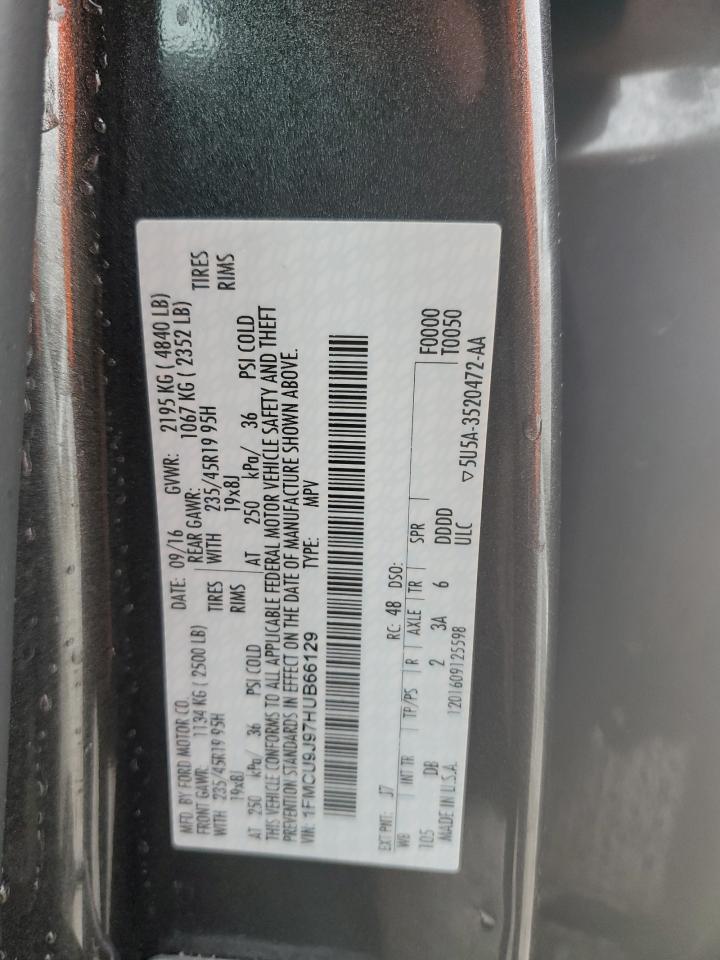 MFD. BY FORD MOTOR CO. DATE: 09/16 GVWR: 2195 KG ( 4840 LB)
FRONT GAWR: 1134 KG ( 2500 LB) REAR GAWR: 1067 KG ( 2352 LB)
WITH 235/45R19 95H TIRES WITH 235/45R19 95H TIRES
19x8J RIMS 19x8J RIMS
AT 250 kPa/ 36 PSI COLD AT 250 kPa/ 36 PSI COLD
THIS VEHICLE CONFORMS TO ALL APPLICABLE FEDERAL MOTOR VEHICLE SAFETY AND THEFT
PREVENTION STANDARDS IN EFFECT ON THE DATE OF MANUFACTURE SHOWN ABOVE.
VIN: 1FMCU9J97HUB66129 TYPE: MPV
EXT PNT: J7 RC: 48 DSO: F0000
WB INT TR TP/PS R AXLE TR SPR T0050
105 DB 2 3A 6 DDDD
MADE IN U.S.A. 1201609125598 ULC ▽5U5A-3520472-AA